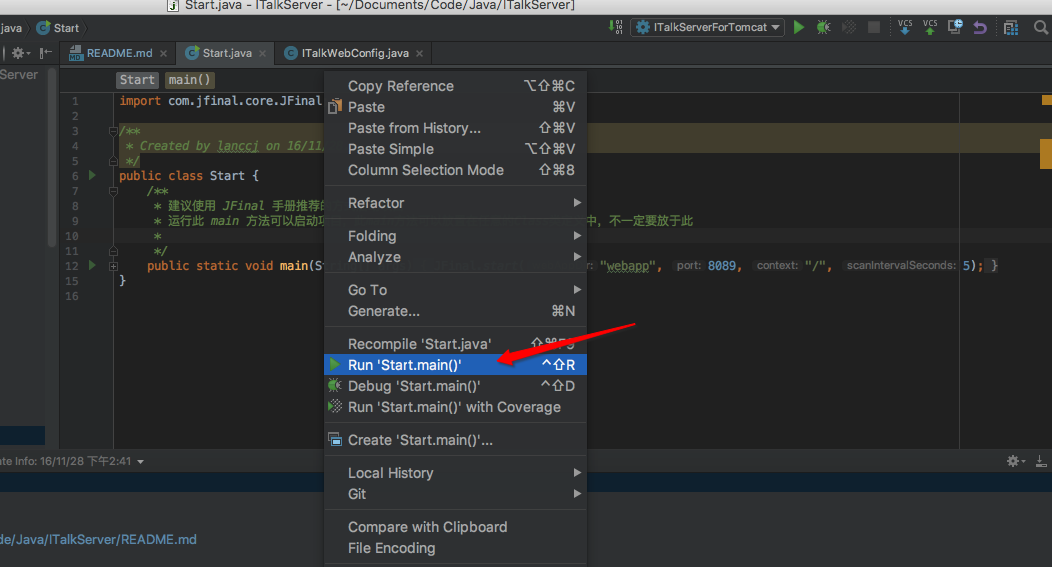 Start.java - ITalkServer - [~/Documents/Code/Java/ITalkServer]
java
Start
ITalkServerForTomcat
VCS
VCS
Server
README.md
Start.java
ITalkWebConfig.java
Start
main()
1 import com.jfinal.core.JFinal
2
3 /**
4 * Created by lanccj on 16/11
5 */
6 public class Start {
7 /**
8 * 建议使用 JFinal 手册推荐的
9 * 运行此 main 方法可以启动项 中，不一定要放于此
10 *
11 */
12 public static void main(St "webapp", port: 8089, context: "/", scanIntervalSeconds: 5); }
15 }
16
Copy Reference ⌥⇧⌘C
Paste ⌘V
Paste from History... ⇧⌘V
Paste Simple ⌥⇧⌘V
Column Selection Mode ⇧⌘8
Refactor
Folding
Analyze
Go To
Generate... ⌘N
Recompile 'Start.java' ⇧⌘F9
Run 'Start.main()' ^⇧R
Debug 'Start.main()' ^⇧D
Run 'Start.main()' with Coverage
Create 'Start.main()'...
Local History
Git
Compare with Clipboard
File Encoding
te Info: 16/11/28 下午2:41
de/Java/ITalkServer/README.md